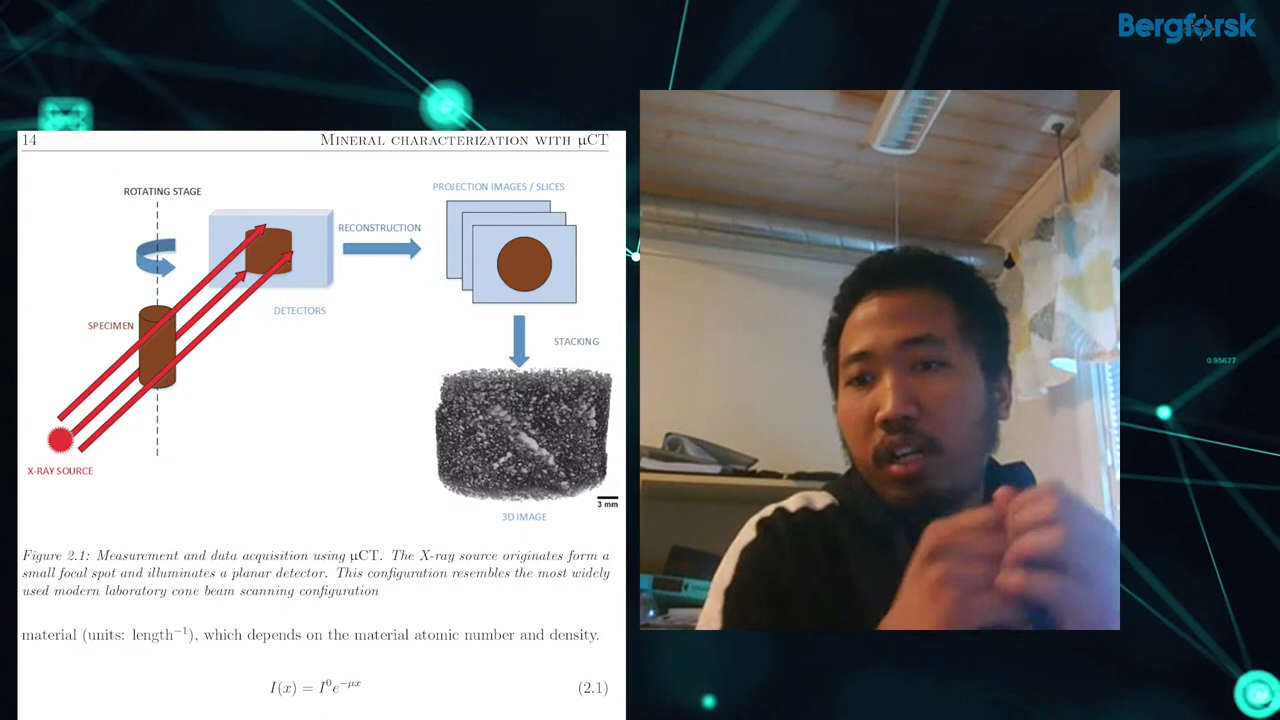 Bergforsk
14 MINERAL CHARACTERIZATION WITH µCT
ROTATING STAGE
PROJECTION IMAGES / SLICES
RECONSTRUCTION
DETECTORS
SPECIMEN
STACKING
X-RAY SOURCE
3 mm
3D IMAGE
Figure 2.1: Measurement and data acquisition using µCT. The X-ray source originates form a
small focal spot and illuminates a planar detector. This configuration resembles the most widely
used modern laboratory cone beam scanning configuration
material (units: length⁻¹), which depends on the material atomic number and density.
I(x) = I⁰e^{−µx} (2.1)
0.95677